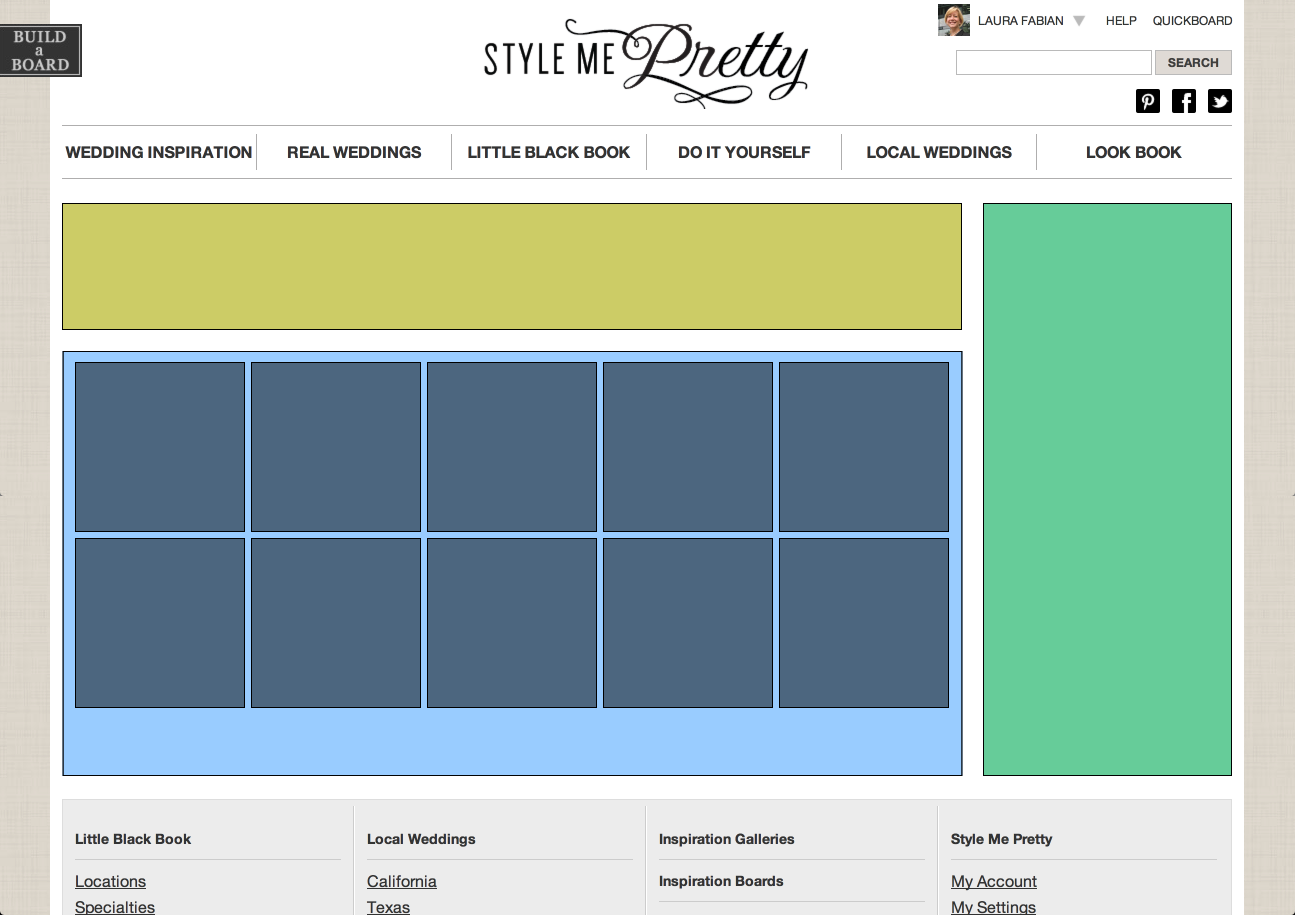 BUILD
a
BOARD
STYLE ME Pretty
LAURA FABIAN HELP QUICKBOARD
SEARCH
WEDDING INSPIRATION REAL WEDDINGS LITTLE BLACK BOOK DO IT YOURSELF LOCAL WEDDINGS LOOK BOOK
Little Black Book Local Weddings Inspiration Galleries Style Me Pretty
Locations California Inspiration Boards My Account
Specialties Texas My Settings